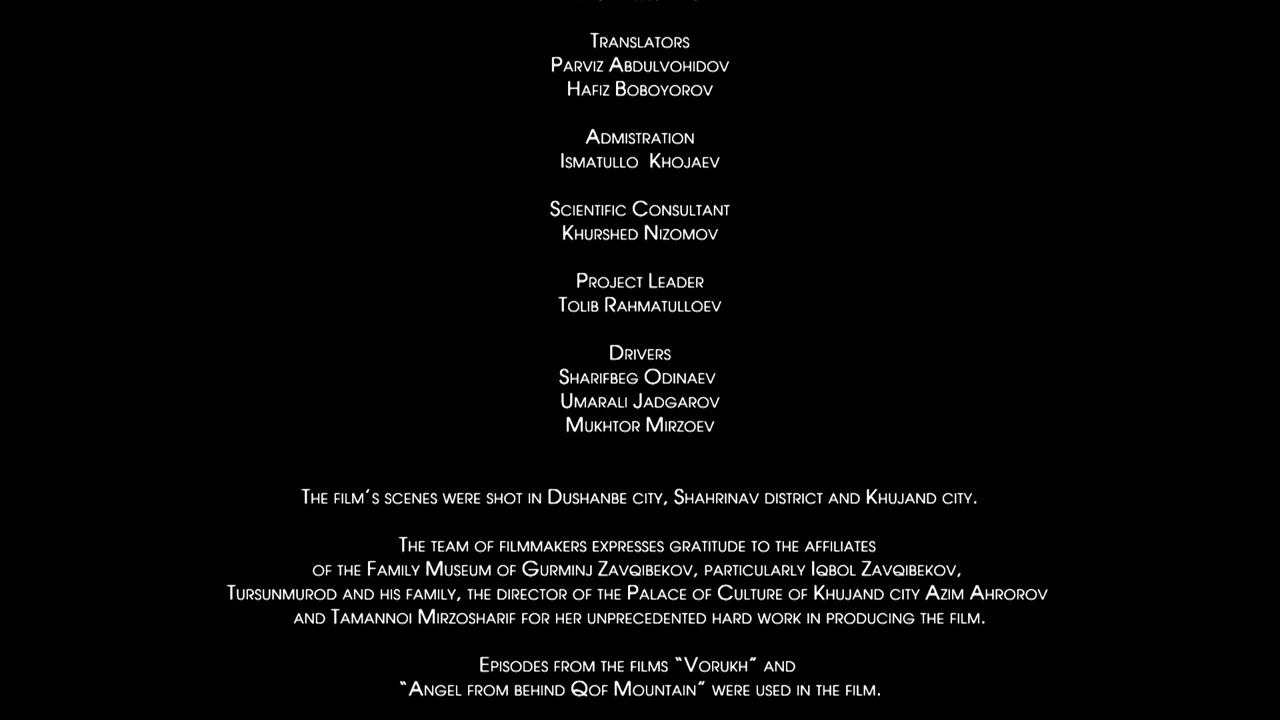 Translators
Parviz Abdulvohidov
Hafiz Boboyorov
Admistration
Ismatullo Khojaev
Scientific Consultant
Khurshed Nizomov
Project Leader
Tolib Rahmatulloev
Drivers
Sharifbeg Odinaev
Umarali Jadgarov
Mukhtor Mirzoev
The film´s scenes were shot in Dushanbe city, Shahrinav district and Khujand city.
The team of filmmakers expresses gratitude to the affiliates
of the Family Museum of Gurminj Zavqibekov, particularly Iqbol Zavqibekov,
Tursunmurod and his family, the director of the Palace of Culture of Khujand city Azim Ahrorov
and Tamannoi Mirzosharif for her unprecedented hard work in producing the film.
Episodes from the films “Vorukh” and
“Angel from behind Qof Mountain” were used in the film.